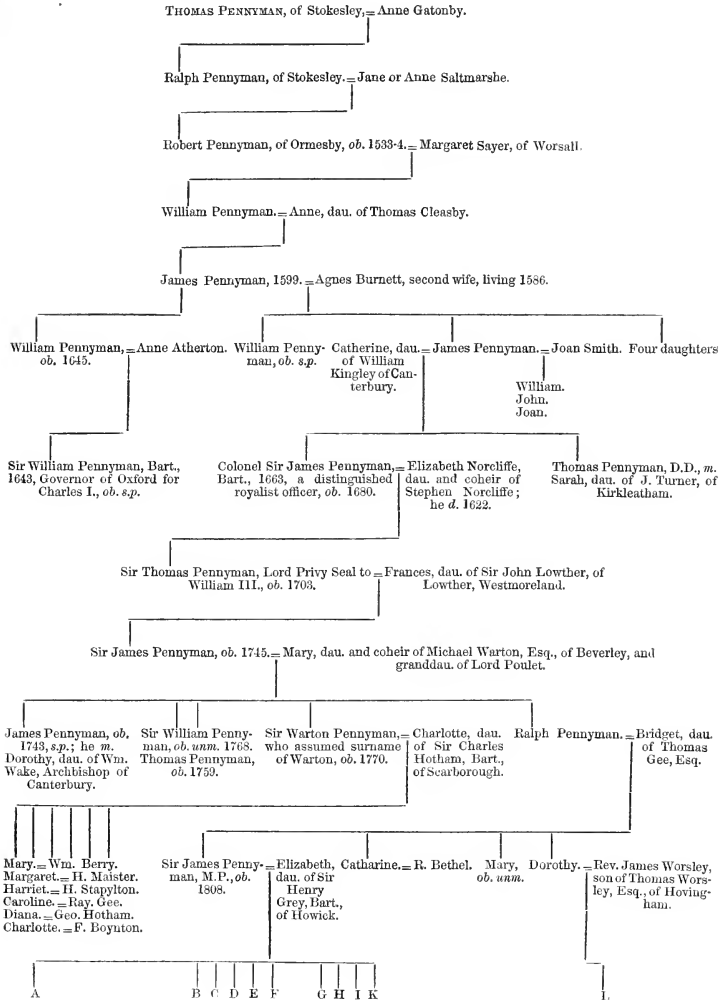 THOMAS PENNYMAN, of Stokesley,= Anne Gatonby.
Ralph Pennyman, of Stokesley.= Jane or Anne Saltmarshe.
Robert Pennyman, of Ormesby, ob. 1533-4.= Margaret Sayer, of Worsall.
William Pennyman.= Anne, dau. of Thomas Cleasby.
James Pennyman, 1599.= Agnes Burnett, second wife, living 1586.
William Pennyman,= Anne Atherton.
ob. 1645.
William Penny-
man, ob. s.p.
Catherine, dau.= James Pennyman.= Joan Smith.
of William
Kingley of Can-
terbury.
William.
John.
Joan.
Four daughters
Sir William Pennyman, Bart.,
1643, Governor of Oxford for
Charles I., ob. s.p.
Colonel Sir James Pennyman,=
Bart., 1663, a distinguished
royalist officer, ob. 1680.
Elizabeth Norcliffe,
dau. and coheir of
Stephen Norcliffe;
he d. 1622.
Thomas Pennyman, D.D., m.
Sarah, dau. of J. Turner, of
Kirkleatham.
Sir Thomas Pennyman, Lord Privy Seal to =
William III., ob. 1703.
Frances, dau. of Sir John Lowther, of
Lowther, Westmoreland.
Sir James Pennyman, ob. 1745.= Mary, dau. and coheir of Michael Warton, Esq., of Beverley, and
granddau. of Lord Poulet.
James Pennyman, ob.
1743, s.p.; he m.
Dorothy, dau. of Wm.
Wake, Archbishop of
Canterbury.
Sir William Penny-
man, ob. unm. 1768.
Thomas Pennyman,
ob. 1759.
Sir Warton Pennyman,=
who assumed surname
of Warton, ob. 1770.
Charlotte, dau.
of Sir Charles
Hotham, Bart.,
of Scarborough.
Ralph Pennyman.= Bridget, dau.
of Thomas
Gee, Esq.
Mary.= Wm. Berry.
Margaret.= H. Maister.
Harriet.= H. Stapylton.
Caroline.= Ray. Gee.
Diana.= Geo. Hotham.
Charlotte.= F. Boynton.
Sir James Penny-=
man, M.P., ob.
1808.
Elizabeth,
dau. of Sir
Henry
Grey, Bart.,
of Howick.
Catharine.= R. Bethel.
Mary,
ob. unm.
Dorothy.= Rev. James Worsley,
son of Thomas Wors-
ley, Esq., of Hoving-
ham.
A B C D E F G H I K L